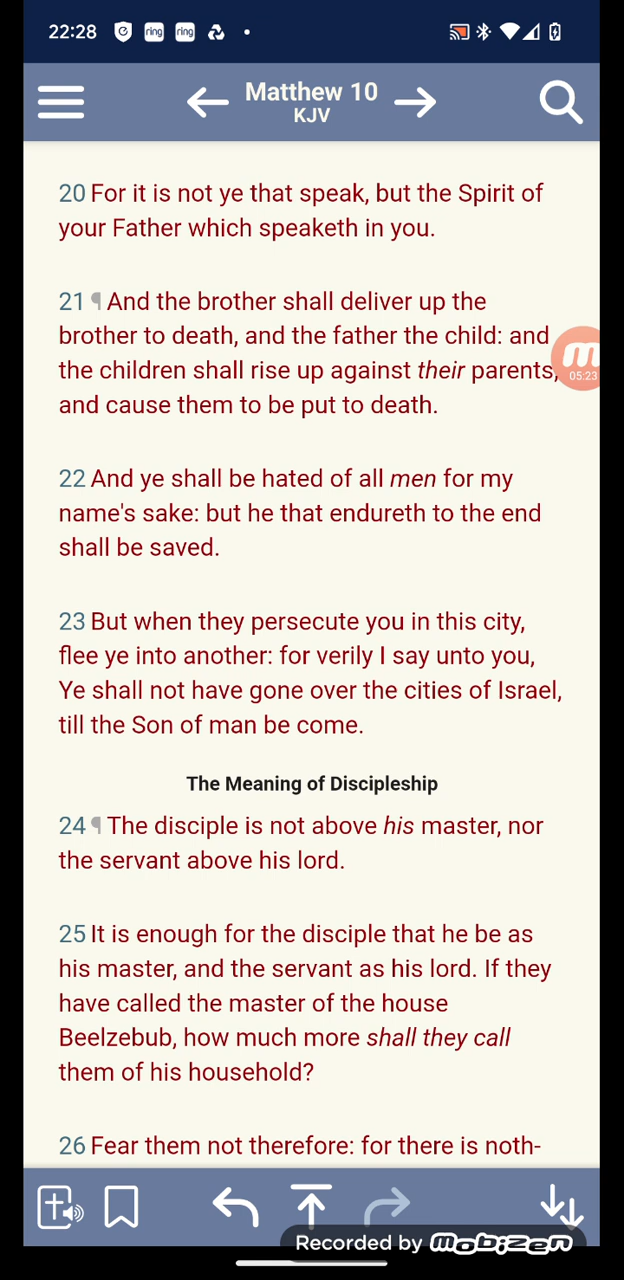 22:28
ring ring
Matthew 10
KJV
20 For it is not ye that speak, but the Spirit of
your Father which speaketh in you.
21 ¶ And the brother shall deliver up the
brother to death, and the father the child: and
the children shall rise up against their parents,
and cause them to be put to death.
m
05:23
22 And ye shall be hated of all men for my
name's sake: but he that endureth to the end
shall be saved.
23 But when they persecute you in this city,
flee ye into another: for verily I say unto you,
Ye shall not have gone over the cities of Israel,
till the Son of man be come.
The Meaning of Discipleship
24 ¶ The disciple is not above his master, nor
the servant above his lord.
25 It is enough for the disciple that he be as
his master, and the servant as his lord. If they
have called the master of the house
Beelzebub, how much more shall they call
them of his household?
26 Fear them not therefore: for there is noth-
Recorded by mobizen